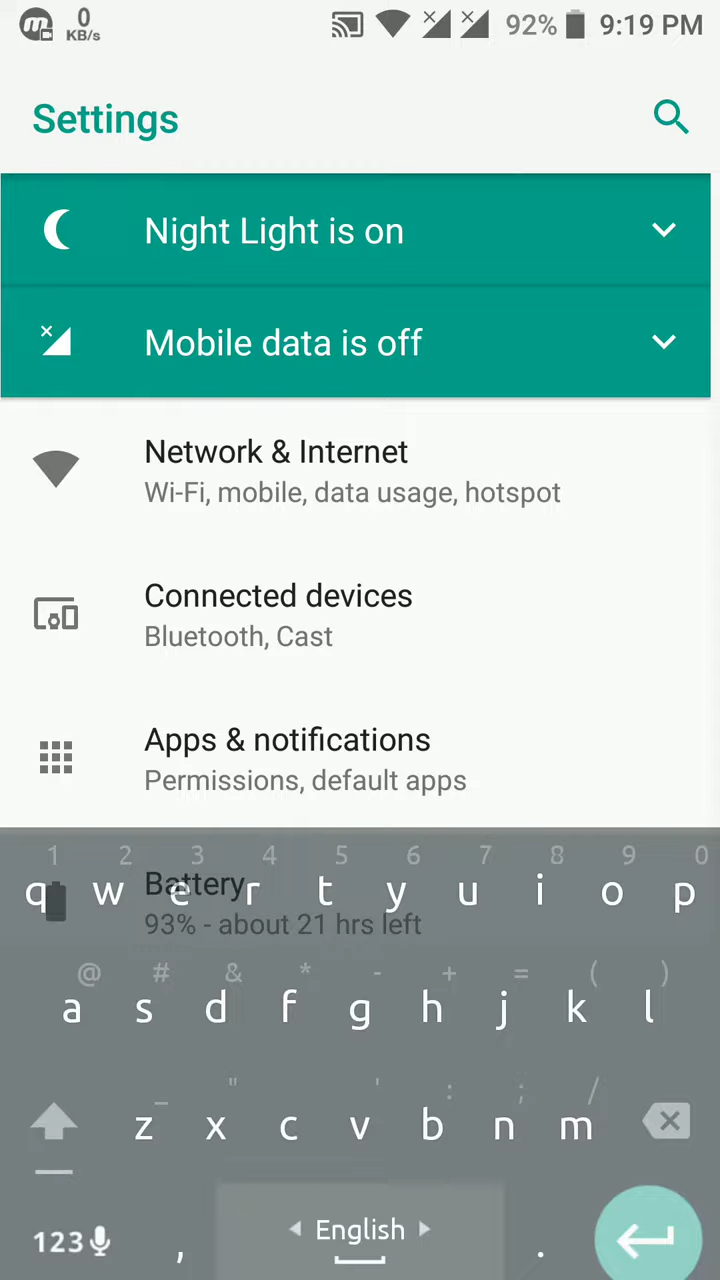 0
KB/s
92% 9:19 PM
Settings
Night Light is on
Mobile data is off
Network & Internet
Wi-Fi, mobile, data usage, hotspot
Connected devices
Bluetooth, Cast
Apps & notifications
Permissions, default apps
Battery
93% - about 21 hrs left
1 2 3 4 5 6 7 8 9 0
q w e r t y u i o p
@ # & * - + = ( )
a s d f g h j k l
_ " ' : ; /
z x c v b n m
123 , English .